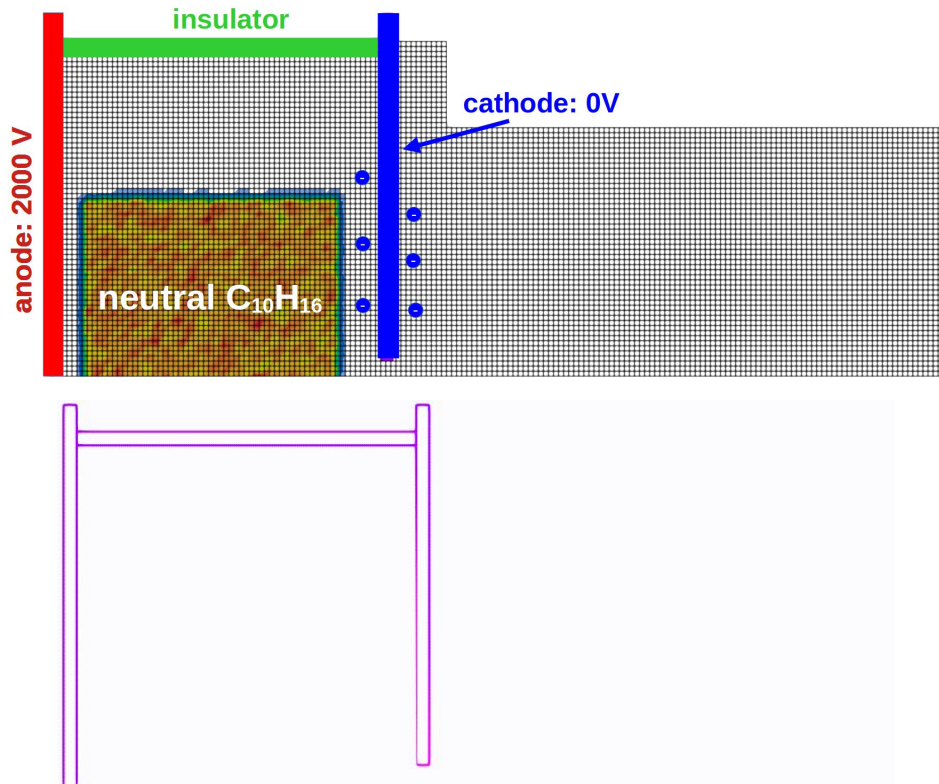 insulator
cathode: 0V
anode: 2000 V
neutral C₁₀H₁₆